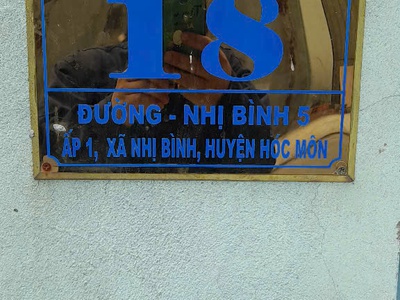 18
ĐƯỜNG - NHỊ BÌNH 5
ẤP 1, XÃ NHỊ BÌNH, HUYỆN HÓC MÔN